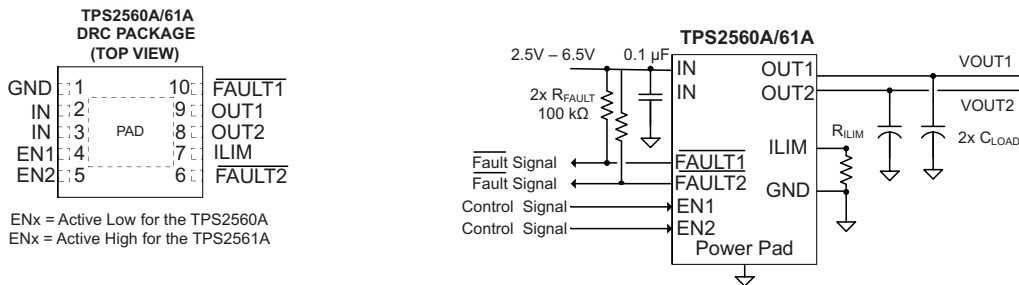 TPS2560A/61A
DRC PACKAGE
(TOP VIEW)
GND 1
IN 2
IN 3
EN1 4
EN2 5
PAD
10 FAULT1
9 OUT1
8 OUT2
7 ILIM
6 FAULT2
ENx = Active Low for the TPS2560A
ENx = Active High for the TPS2561A
TPS2560A/61A
2.5V – 6.5V
0.1 µF
IN
IN
OUT1
OUT2
VOUT1
VOUT2
2x RFAULT
100 kΩ
RILIM
2x CLOAD
ILIM
Fault Signal
FAULT1
Fault Signal
FAULT2
GND
Control Signal
EN1
Control Signal
EN2
Power Pad